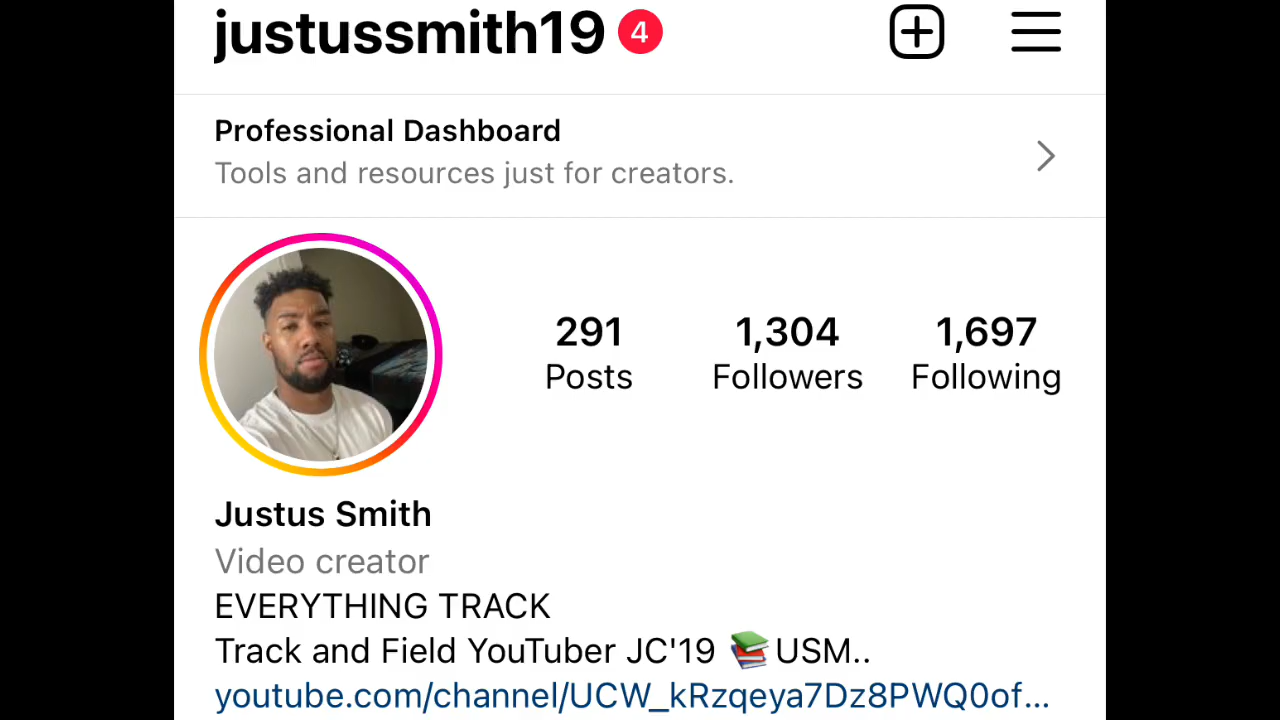 justussmith19 4
Professional Dashboard
Tools and resources just for creators.
291 1,304 1,697
Posts Followers Following
Justus Smith
Video creator
EVERYTHING TRACK
Track and Field YouTuber JC'19 📚USM..
youtube.com/channel/UCW_kRzqeya7Dz8PWQ0of...